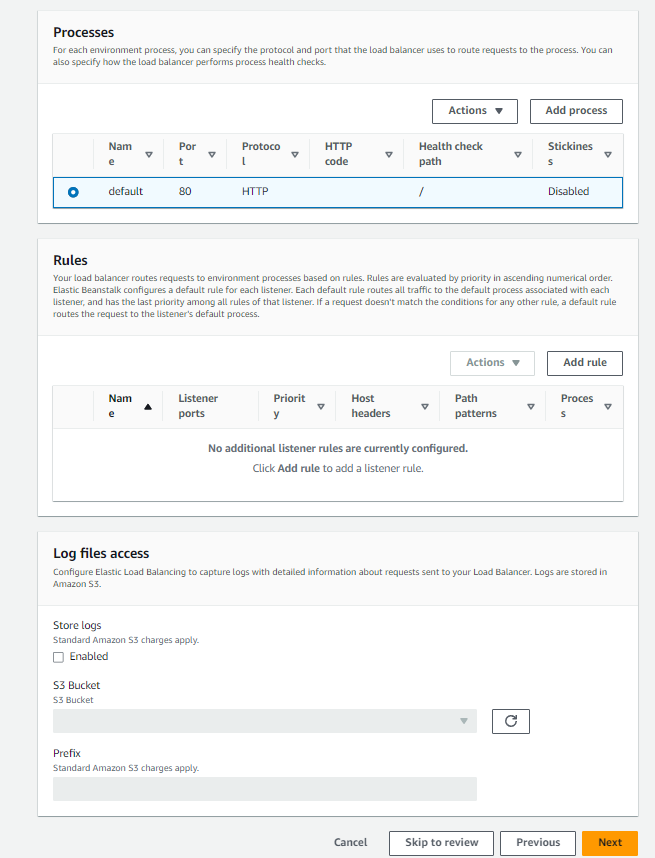 Processes
For each environment process, you can specify the protocol and port that the load balancer uses to route requests to the process. You can
also specify how the load balancer performs process health checks.
Actions
Add process
Nam
e
Por
t
Protoco
l
HTTP
code
Health check
path
Stickines
s
default
80
HTTP
/
Disabled
Rules
Your load balancer routes requests to environment processes based on rules. Rules are evaluated by priority in ascending numerical order.
Elastic Beanstalk configures a default rule for each listener. Each default rule routes all traffic to the default process associated with each
listener, and has the last priority among all rules of that listener. If a request doesn't match the conditions for any other rule, a default rule
routes the request to the listener's default process.
Actions
Add rule
Nam
e
Listener
ports
Priorit
y
Host
headers
Path
patterns
Proces
s
No additional listener rules are currently configured.
Click Add rule to add a listener rule.
Log files access
Configure Elastic Load Balancing to capture logs with detailed information about requests sent to your Load Balancer. Logs are stored in
Amazon S3.
Store logs
Standard Amazon S3 charges apply.
Enabled
S3 Bucket
S3 Bucket
Prefix
Standard Amazon S3 charges apply.
Cancel
Skip to review
Previous
Next